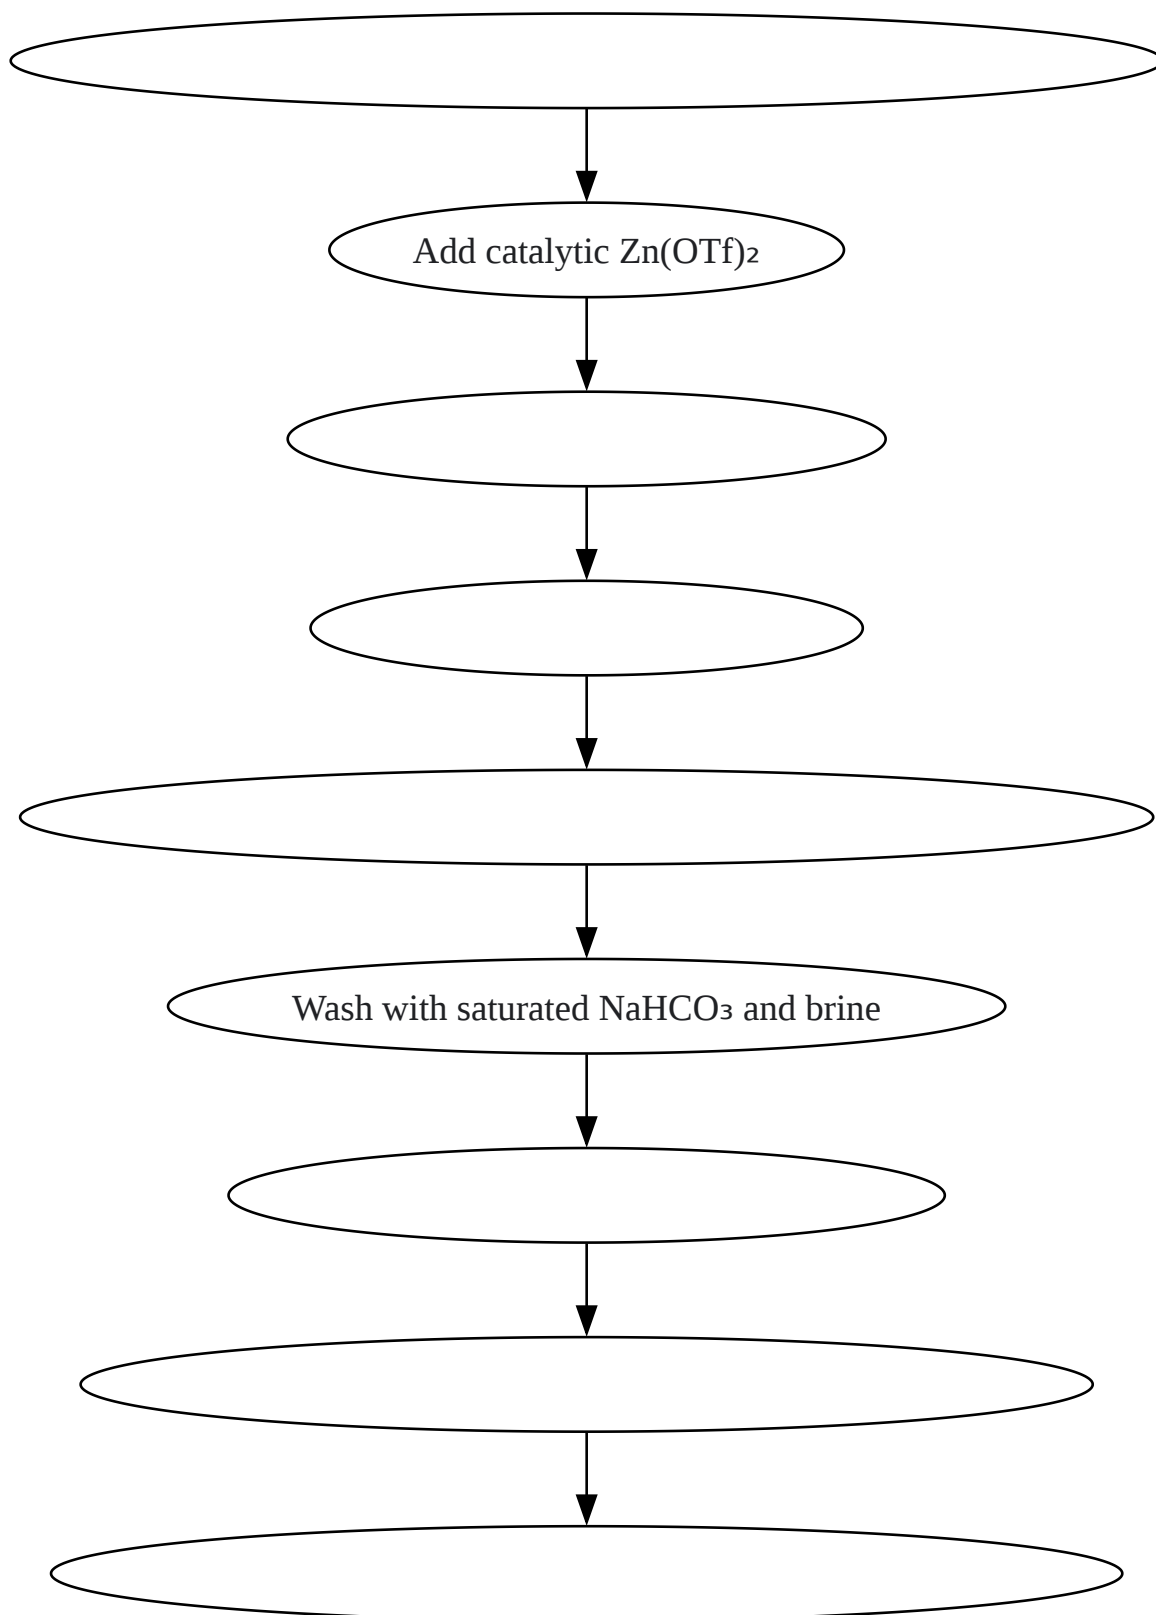 Add catalytic Zn(OTf)₂
Wash with saturated NaHCO₃ and brine